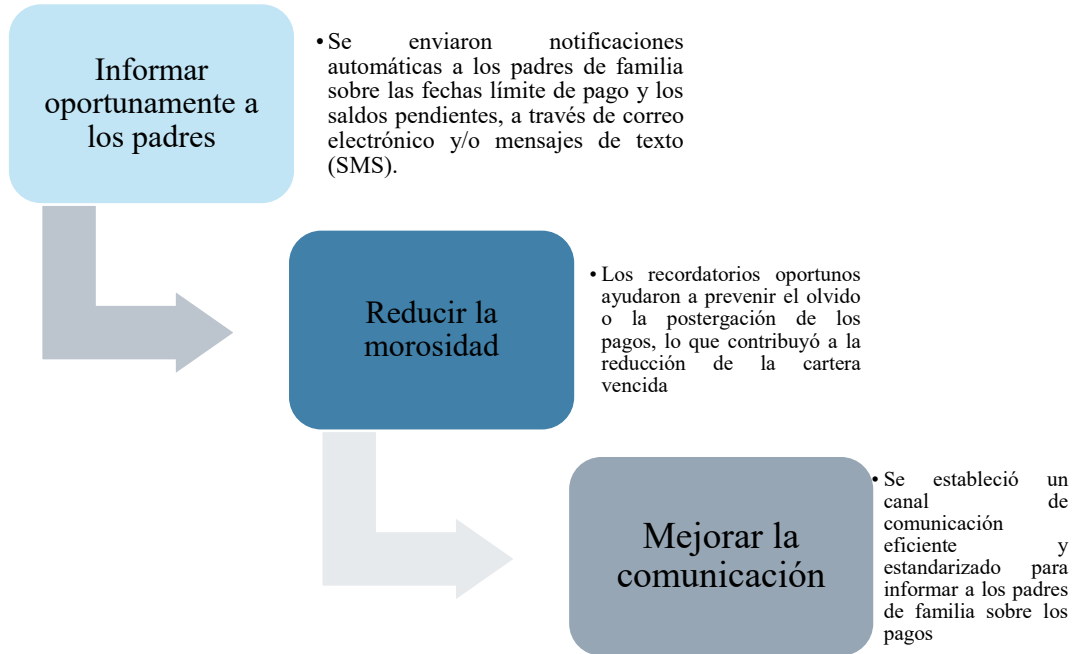 Informar
oportunamente a
los padres
• Se enviaron notificaciones
automáticas a los padres de familia
sobre las fechas límite de pago y los
saldos pendientes, a través de correo
electrónico y/o mensajes de texto
(SMS).
Reducir la
morosidad
• Los recordatorios oportunos
ayudaron a prevenir el olvido
o la postergación de los
pagos, lo que contribuyó a la
reducción de la cartera
vencida
Mejorar la
comunicación
• Se estableció un
canal de
comunicación
eficiente y
estandarizado para
informar a los padres
de familia sobre los
pagos